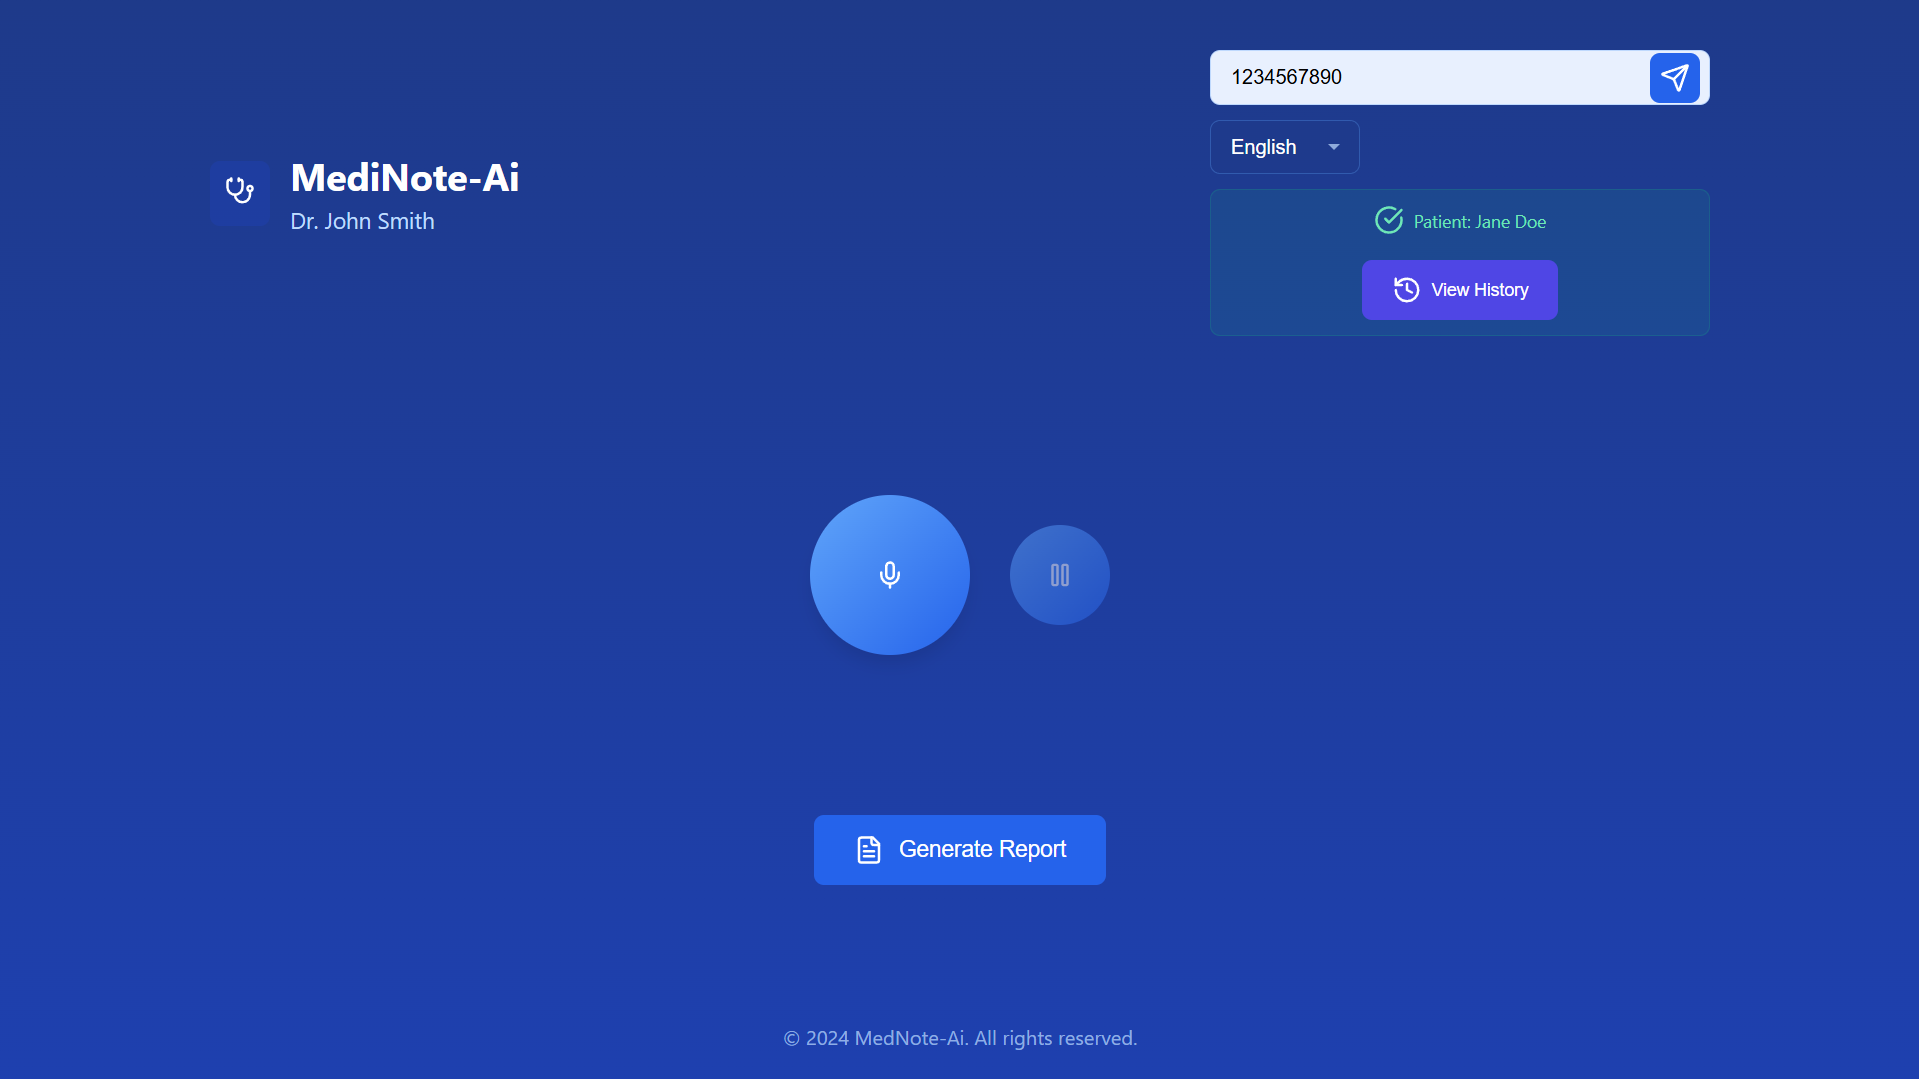 1234567890
English
MediNote-Ai
Dr. John Smith
Patient: Jane Doe
View History
Generate Report
© 2024 MedNote-Ai. All rights reserved.